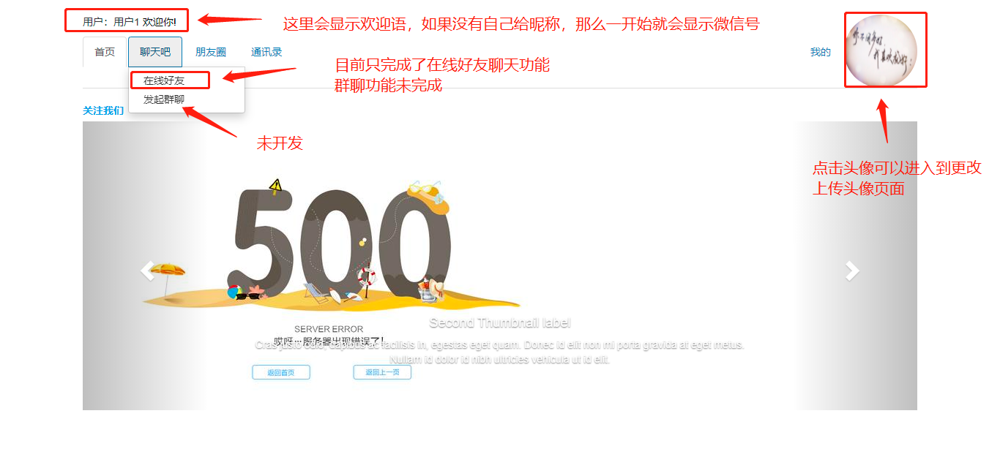 用户：用户1 欢迎你!
这里会显示欢迎语，如果没有自己给昵称，那么一开始就会显示微信号
首页
聊天吧
朋友圈
通讯录
我的
在线好友
发起群聊
目前只完成了在线好友聊天功能
群聊功能未完成
关注我们
未开发
点击头像可以进入到更改
上传头像页面
500
SERVER ERROR
哎呀…服务器出现错误了!
Second Thumbnail label
Cras justo odio, dapibus ac facilisis in, egestas eget quam. Donec id elit non mi porta gravida at eget metus.
Nullam id dolor id nibh ultricies vehicula ut id elit.
返回首页
返回上一页